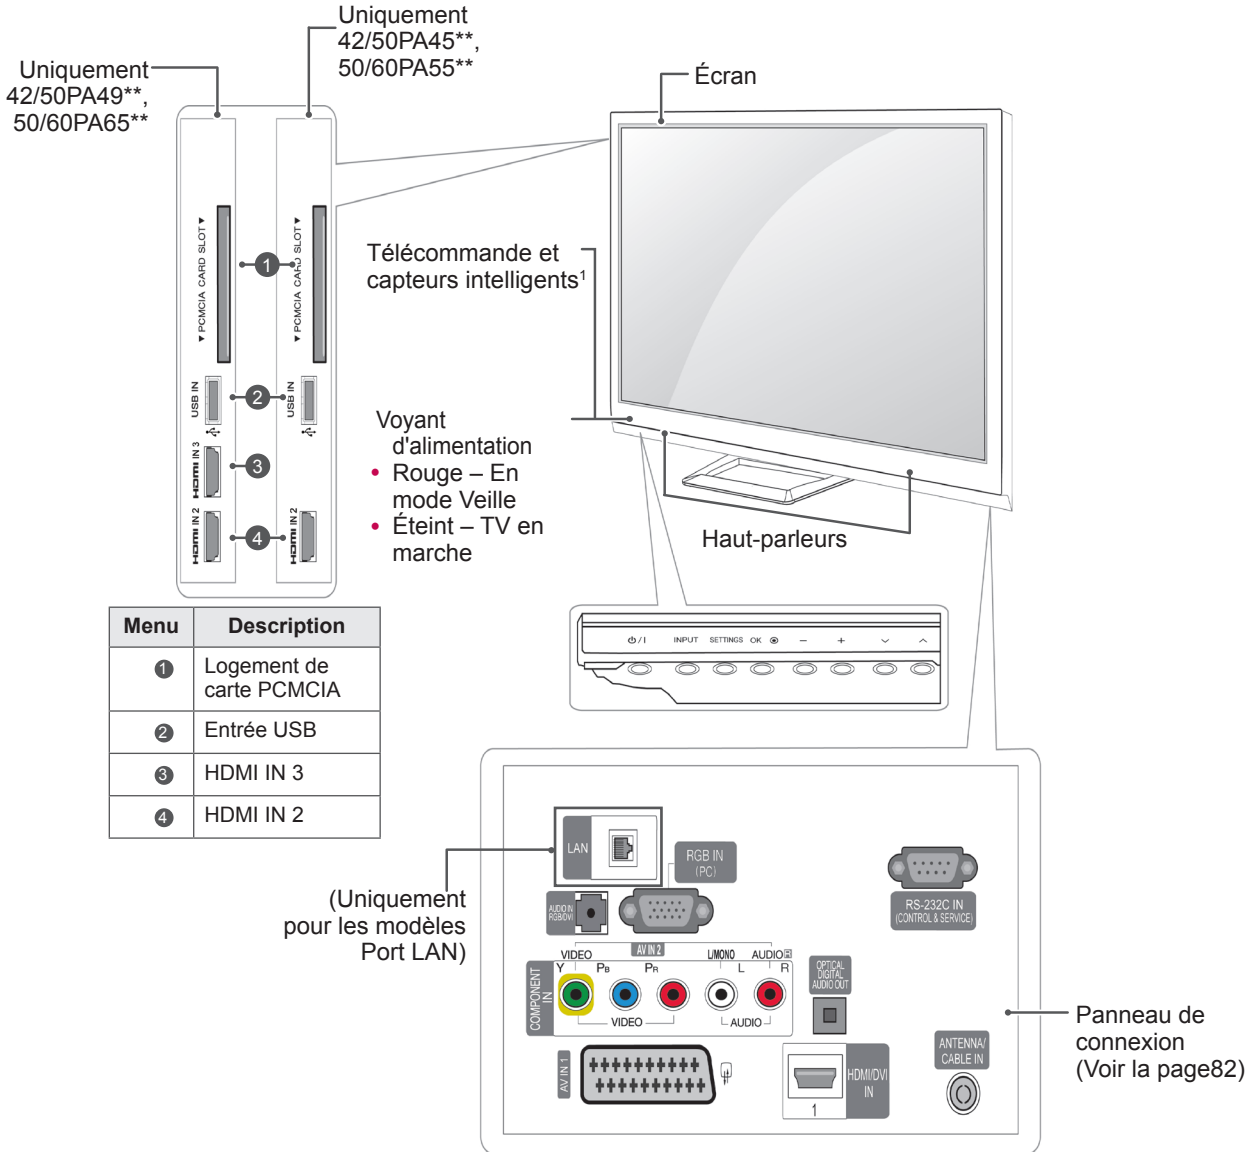 Uniquement
42/50PA45**,
50/60PA55**
Uniquement
42/50PA49**,
50/60PA65**
Écran
▼ PCMCIA CARD SLOT ▼
▼ PCMCIA CARD SLOT ▼
1
USB IN
USB IN
2
HDMI IN 3
3
HDMI IN 2
HDMI IN 2
4
Télécommande et
capteurs intelligents1
Voyant
d'alimentation
• Rouge – En
mode Veille
• Éteint – TV en
marche
Haut-parleurs
Menu Description
1 Logement de
carte PCMCIA
2 Entrée USB
3 HDMI IN 3
4 HDMI IN 2
/ I INPUT SETTINGS OK − +
LAN
RGB IN
(PC)
AUDIO IN
RGB/DVI
RS-232C IN
(CONTROL & SERVICE)
(Uniquement
pour les modèles
Port LAN)
VIDEO AV IN 2 L/MONO AUDIO
Y PB PR L R
COMPONENT
IN
VIDEO AUDIO
OPTICAL
DIGITAL
AUDIO OUT
AV IN 1
HDMI/DVI
IN
1
ANTENNA/
CABLE IN
Panneau de
connexion
(Voir la page82)